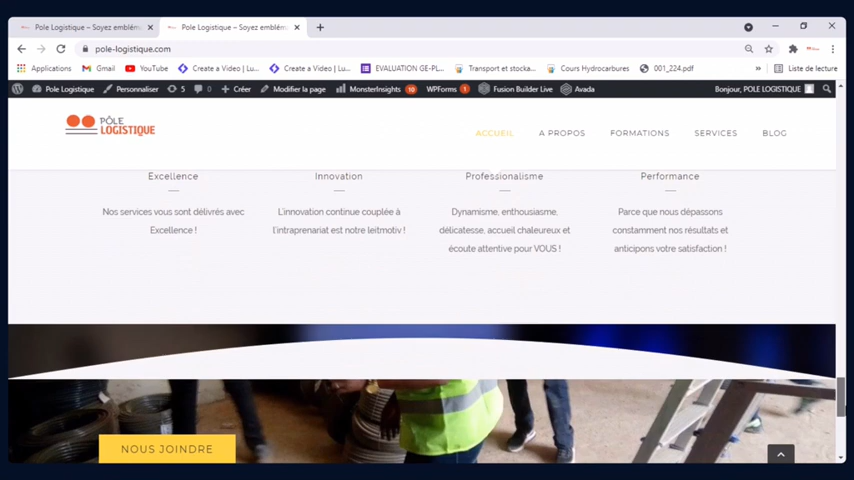 Pole Logistique – Soyez emblém
Pole Logistique – Soyez emblém
pole-logistique.com
Applications
Gmail
YouTube
Create a Video | Lu...
Create a Video | Lu...
EVALUATION GE-PL...
Transport et stocka...
Cours Hydrocarbures
001_224.pdf
»
Liste de lecture
Pole Logistique
Personnaliser
5
0
Créer
Modifier la page
MonsterInsights 10
WPForms 1
Fusion Builder Live
Avada
Bonjour, POLE LOGISTIQUE
PÔLE
LOGISTIQUE
ACCUEIL
A PROPOS
FORMATIONS
SERVICES
BLOG
Excellence
Nos services vous sont délivrés avec
Excellence !
Innovation
L'innovation continue couplée à
l'intraprenariat est notre leitmotiv !
Professionalisme
Dynamisme, enthousiasme,
délicatesse, accueil chaleureux et
écoute attentive pour VOUS !
Performance
Parce que nous dépassons
constamment nos résultats et
anticipons votre satisfaction !
NOUS JOINDRE